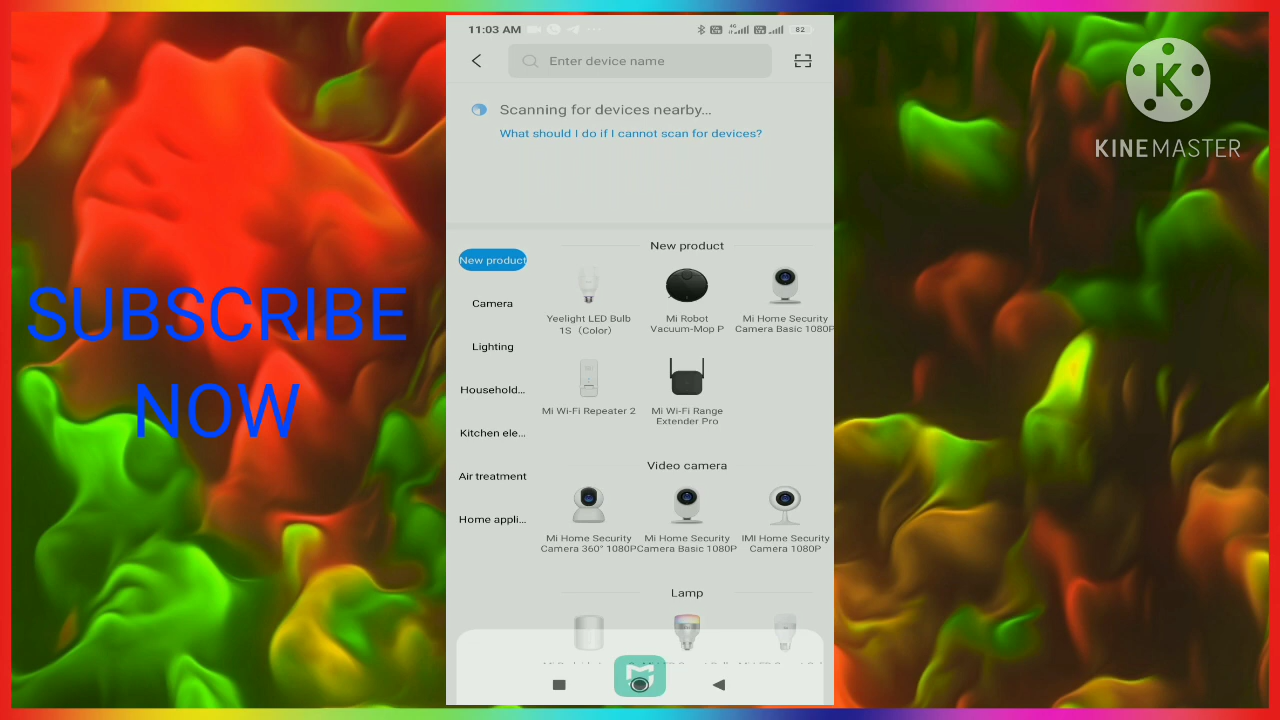 11:03 AM
4G
82
Enter device name
Scanning for devices nearby...
What should I do if I cannot scan for devices?
New product
Camera
Lighting
Household...
Kitchen ele...
Air treatment
Home appli...
New product
Yeelight LED Bulb
1S (Color)
Mi Robot
Vacuum-Mop P
Mi Home Security
Camera Basic 1080P
Mi Wi-Fi Repeater 2
Mi Wi-Fi Range
Extender Pro
Video camera
Mi Home Security
Camera 360° 1080P
Mi Home Security
Camera Basic 1080P
IMI Home Security
Camera 1080P
Lamp
SUBSCRIBE
NOW
K
KINEMASTER